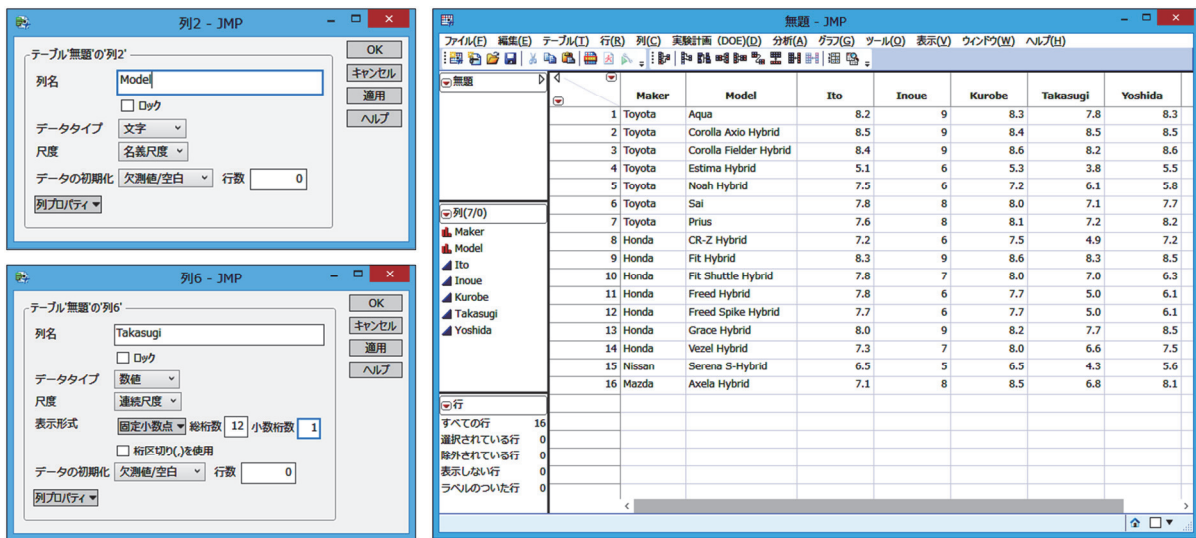 列2 - JMP
テーブル'無題'の'列2'
列名 Model
ロック
データタイプ 文字
尺度 名義尺度
データの初期化 欠測値/空白 行数 0
列プロパティ
OK
キャンセル
適用
ヘルプ
列6 - JMP
テーブル'無題'の'列6'
列名 Takasugi
ロック
データタイプ 数値
尺度 連続尺度
表示形式 固定小数点 総桁数 12 小数桁数 1
桁区切り(,)を使用
データの初期化 欠測値/空白 行数 0
列プロパティ
OK
キャンセル
適用
ヘルプ
無題 - JMP
ファイル(F) 編集(E) テーブル(T) 行(R) 列(C) 実験計画 (DOE)(D) 分析(A) グラフ(G) ツール(O) 表示(V) ウィンドウ(W) ヘルプ(H)
無題
列(7/0)
Maker
Model
Ito
Inoue
Kurobe
Takasugi
Yoshida
行
すべての行 16
選択されている行 0
除外されている行 0
表示しない行 0
ラベルのついた行 0
Maker Model Ito Inoue Kurobe Takasugi Yoshida
1 Toyota Aqua 8.2 9 8.3 7.8 8.3
2 Toyota Corolla Axio Hybrid 8.5 9 8.4 8.5 8.5
3 Toyota Corolla Fielder Hybrid 8.4 9 8.6 8.2 8.6
4 Toyota Estima Hybrid 5.1 6 5.3 3.8 5.5
5 Toyota Noah Hybrid 7.5 6 7.2 6.1 5.8
6 Toyota Sai 7.8 8 8.0 7.1 7.7
7 Toyota Prius 7.6 8 8.1 7.2 8.2
8 Honda CR-Z Hybrid 7.2 6 7.5 4.9 7.2
9 Honda Fit Hybrid 8.3 9 8.6 8.3 8.5
10 Honda Fit Shuttle Hybrid 7.8 7 8.0 7.0 6.3
11 Honda Freed Hybrid 7.8 6 7.7 5.0 6.1
12 Honda Freed Spike Hybrid 7.7 6 7.7 5.0 6.1
13 Honda Grace Hybrid 8.0 9 8.2 7.7 8.5
14 Honda Vezel Hybrid 7.3 7 8.0 6.6 7.5
15 Nissan Serena S-Hybrid 6.5 5 6.5 4.3 5.6
16 Mazda Axela Hybrid 7.1 8 8.5 6.8 8.1